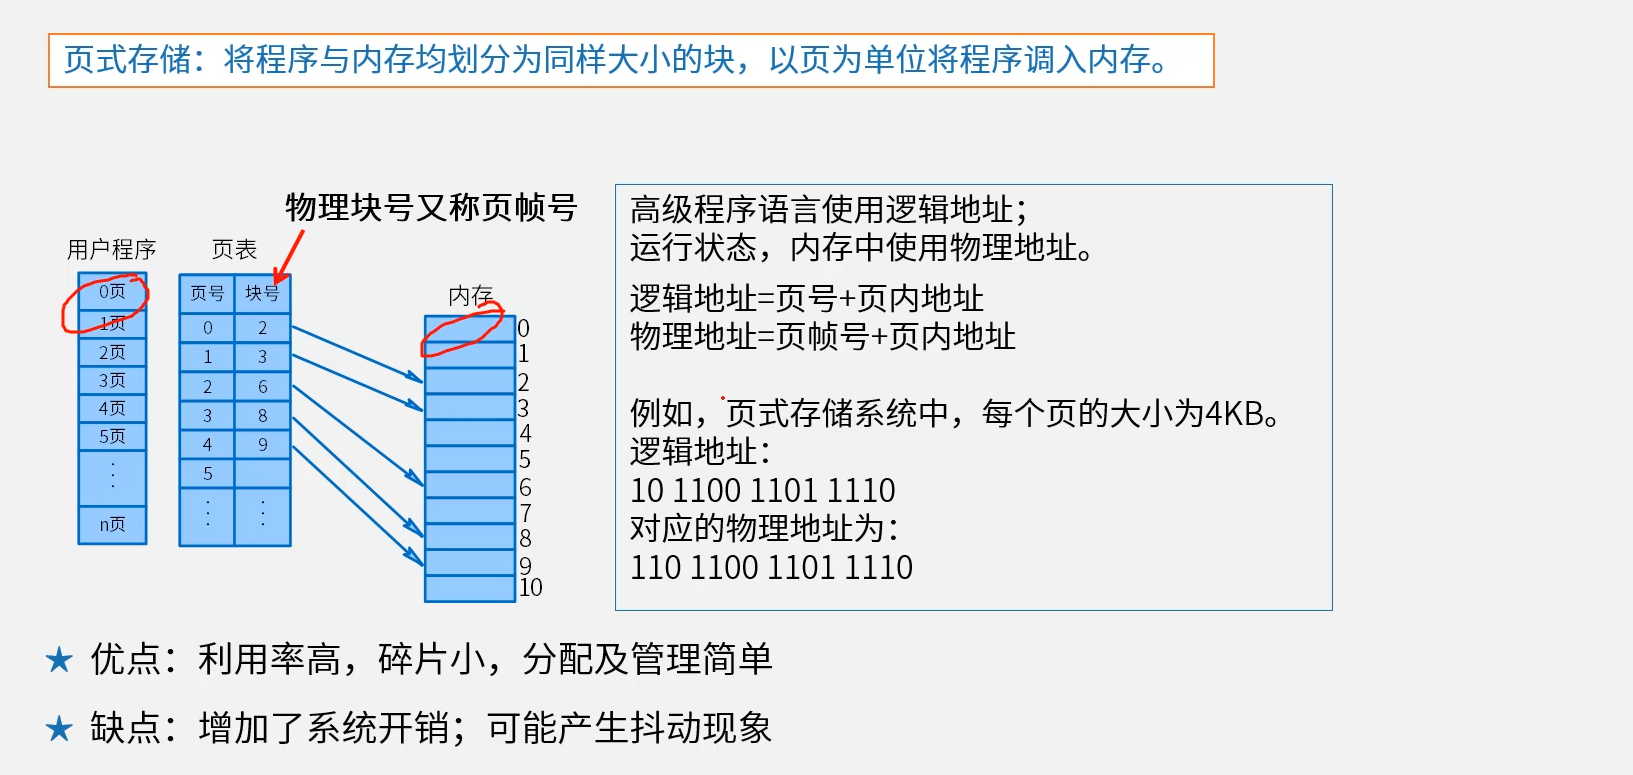 页式存储：将程序与内存均划分为同样大小的块，以页为单位将程序调入内存。
物理块号又称页帧号
用户程序
0页
1页
2页
3页
4页
5页
⋮
n页
页表
页号 块号
0 2
1 3
2 6
3 8
4 9
5
⋮ ⋮
内存
0
1
2
3
4
5
6
7
8
9
10
高级程序语言使用逻辑地址；
运行状态，内存中使用物理地址。
逻辑地址=页号+页内地址
物理地址=页帧号+页内地址
例如，页式存储系统中，每个页的大小为4KB。
逻辑地址：
10 1100 1101 1110
对应的物理地址为：
110 1100 1101 1110
★ 优点：利用率高，碎片小，分配及管理简单
★ 缺点：增加了系统开销；可能产生抖动现象